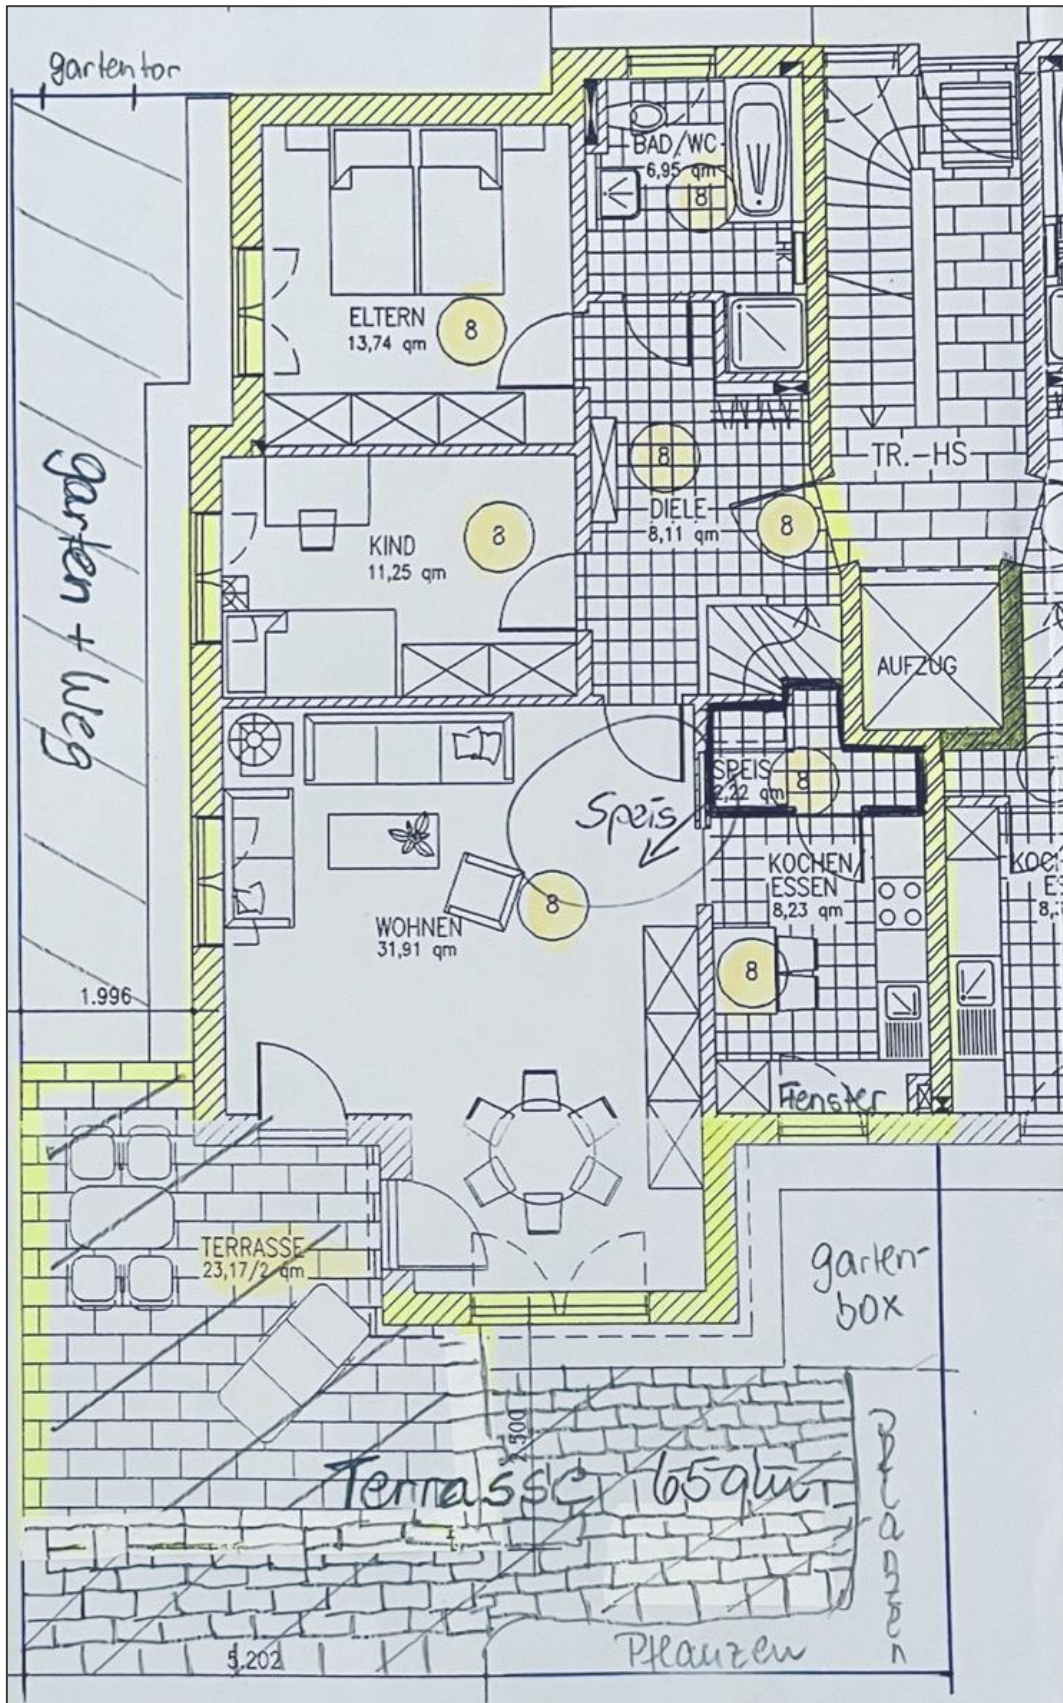 gartentor
BAD/WC
6,95 qm
8
HK
ELTERN
13,74 qm
8
8
DIELE
8,11 qm
TR.-HS
8
KIND
11,25 qm
8
garten + Weg
AUFZUG
SPEIS
2,22 qm
8
Speis
KOCHEN
ESSEN
8,23 qm
8
WOHNEN
31,91 qm
8
1.996
Fenster
TERRASSE
23,17/2 qm
garten-
box
2.500
Terrasse 65qm
Pflanzen
Pflanzen
5.202